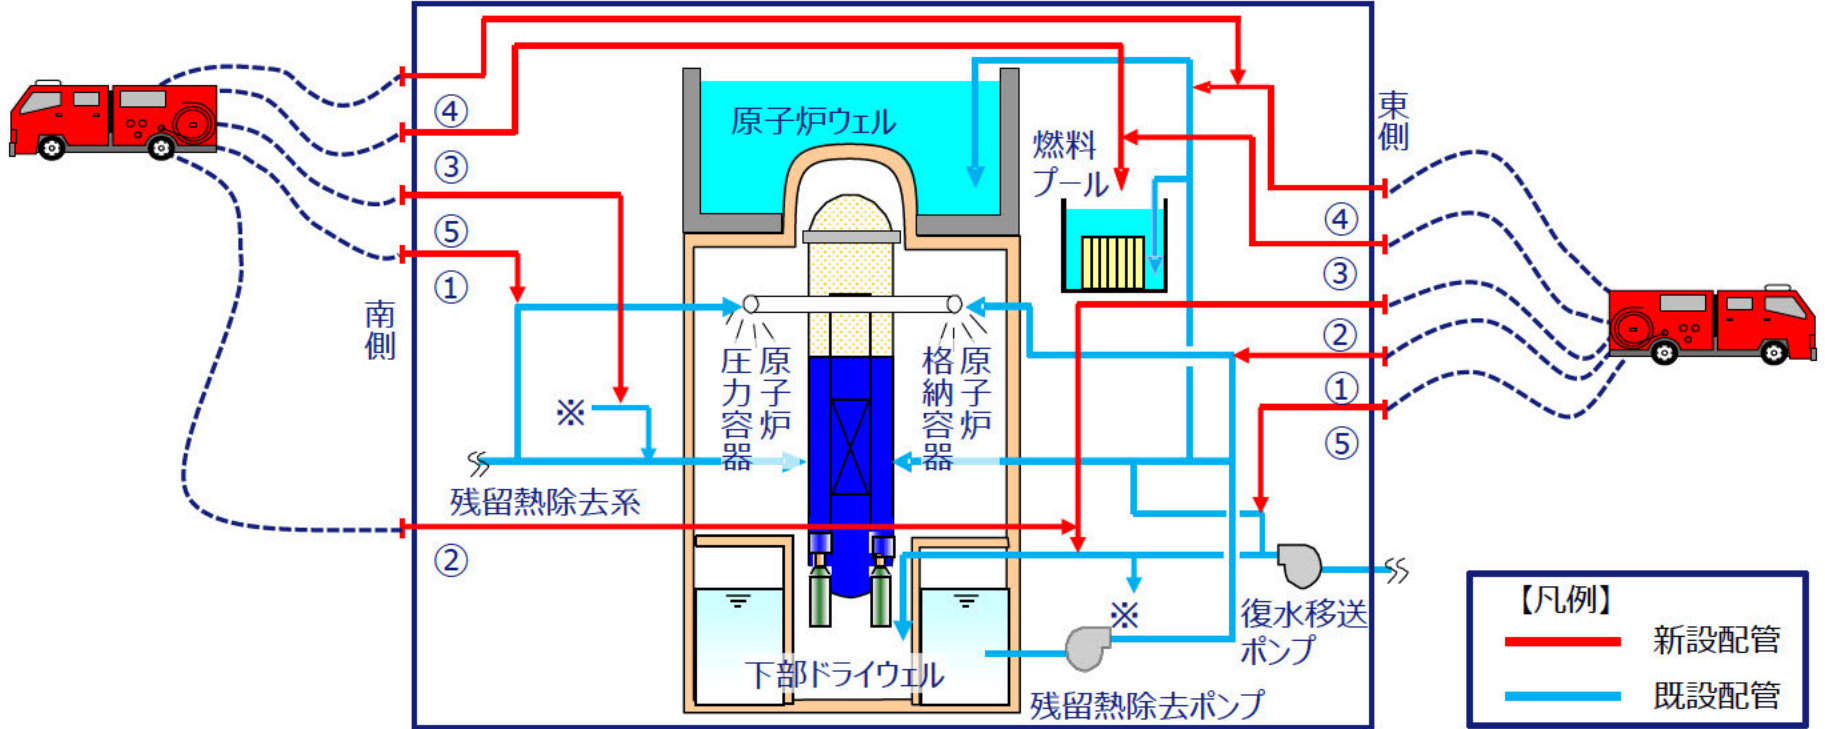 ④
③
⑤
①
南側
②
原子炉ウェル
燃料
プール
原子炉
圧力容器
原子炉
格納容器
※
残留熱除去系
下部ドライウェル
※
残留熱除去ポンプ
復水移送
ポンプ
東側
④
③
②
①
⑤
【凡例】
新設配管
既設配管